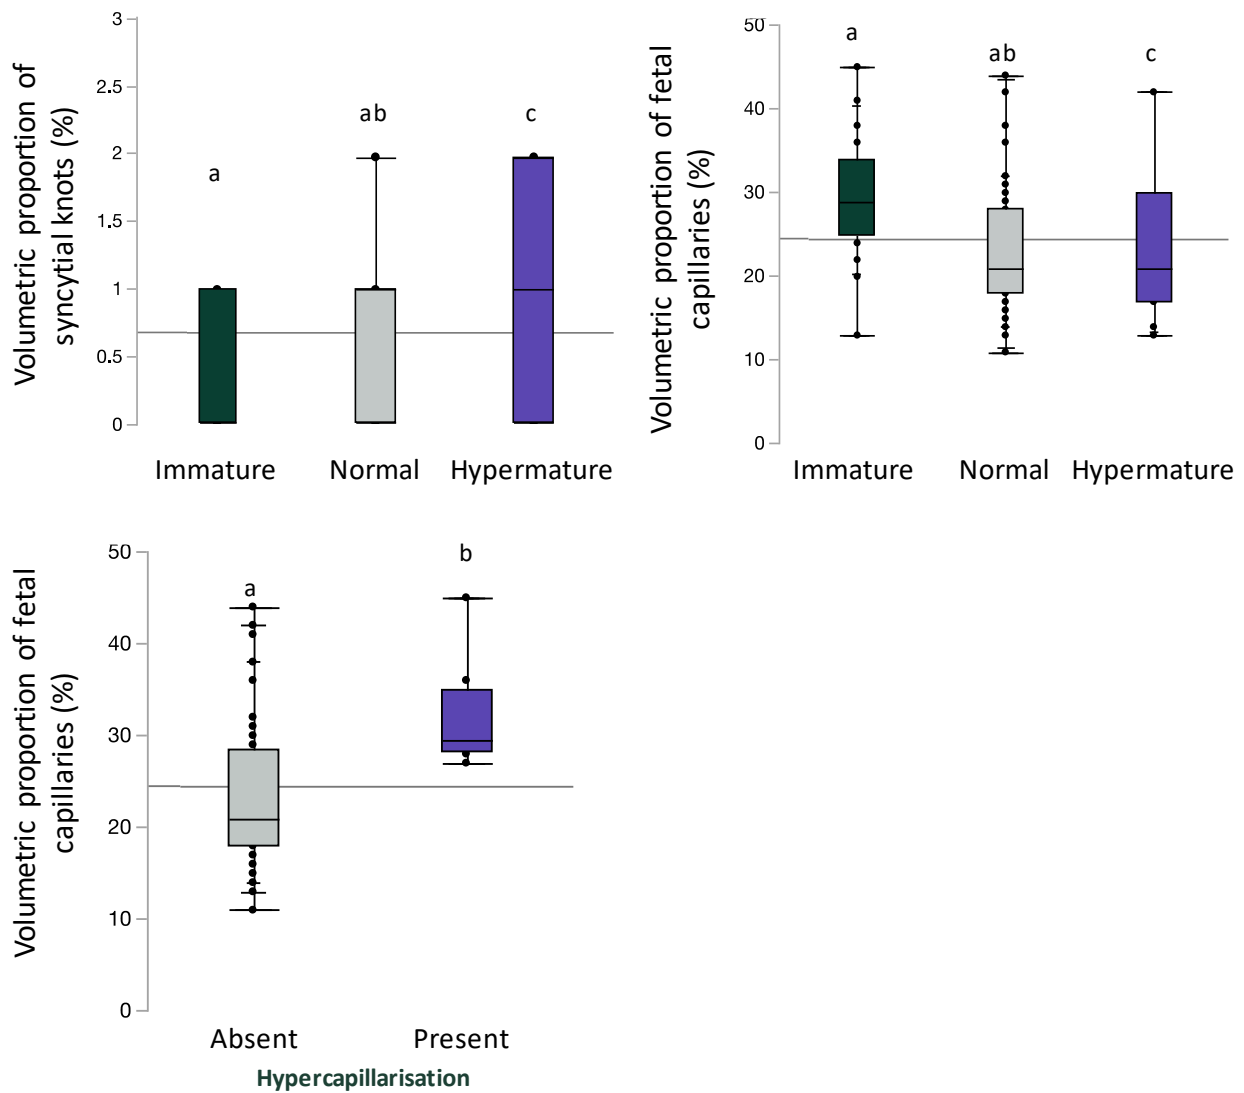 Volumetric proportion of
syncytial knots (%)
3
2.5
2
1.5
1
0.5
0
a
ab
c
Immature
Normal
Hypermature
Volumetric proportion of fetal
capillaries (%)
50
40
30
20
10
0
a
ab
c
Immature
Normal
Hypermature
Volumetric proportion of fetal
capillaries (%)
50
40
30
20
10
0
a
b
Absent
Present
Hypercapillarisation